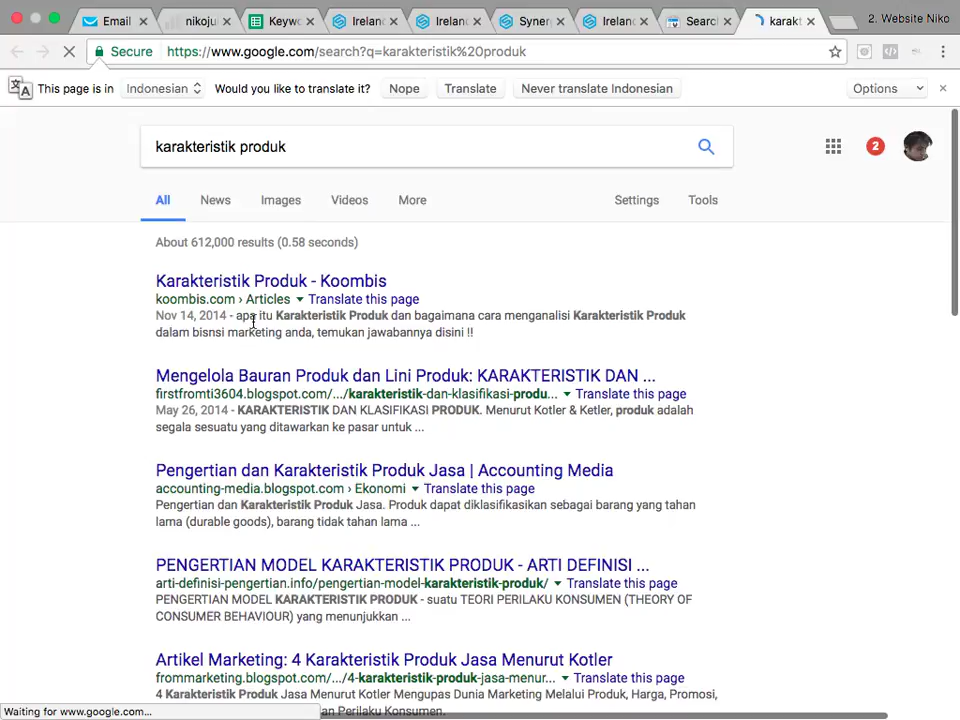 Email
nikoju
Keyw
Irelan
Irelan
Syner
Irelan
Searc
karakt
2. Website Niko
Secure
https://www.google.com/search?q=karakteristik%20produk
This page is in
Indonesian
Would you like to translate it?
Nope
Translate
Never translate Indonesian
Options
karakteristik produk
2
All
News
Images
Videos
More
Settings
Tools
About 612,000 results (0.58 seconds)
Karakteristik Produk - Koombis
koombis.com › Articles ▼ Translate this page
Nov 14, 2014 - apa itu Karakteristik Produk dan bagaimana cara menganalisi Karakteristik Produk
dalam bisnsi marketing anda, temukan jawabannya disini !!
Mengelola Bauran Produk dan Lini Produk: KARAKTERISTIK DAN ...
firstfromti3604.blogspot.com/.../karakteristik-dan-klasifikasi-produ... ▼ Translate this page
May 26, 2014 - KARAKTERISTIK DAN KLASIFIKASI PRODUK. Menurut Kotler & Ketler, produk adalah
segala sesuatu yang ditawarkan ke pasar untuk ...
Pengertian dan Karakteristik Produk Jasa | Accounting Media
accounting-media.blogspot.com › Ekonomi ▼ Translate this page
Pengertian dan Karakteristik Produk Jasa. Produk dapat diklasifikasikan sebagai barang yang tahan
lama (durable goods), barang tidak tahan lama ...
PENGERTIAN MODEL KARAKTERISTIK PRODUK - ARTI DEFINISI ...
arti-definisi-pengertian.info/pengertian-model-karakteristik-produk/ ▼ Translate this page
PENGERTIAN MODEL KARAKTERISTIK PRODUK - suatu TEORI PERILAKU KONSUMEN (THEORY OF
CONSUMER BEHAVIOUR) yang menunjukkan ...
Artikel Marketing: 4 Karakteristik Produk Jasa Menurut Kotler
frommarketing.blogspot.com/.../4-karakteristik-produk-jasa-menur... ▼ Translate this page
4 Karakteristik Produk Jasa Menurut Kotler Mengupas Dunia Marketing Melalui Produk, Harga, Promosi,
an Perilaku Konsumen.
Waiting for www.google.com...